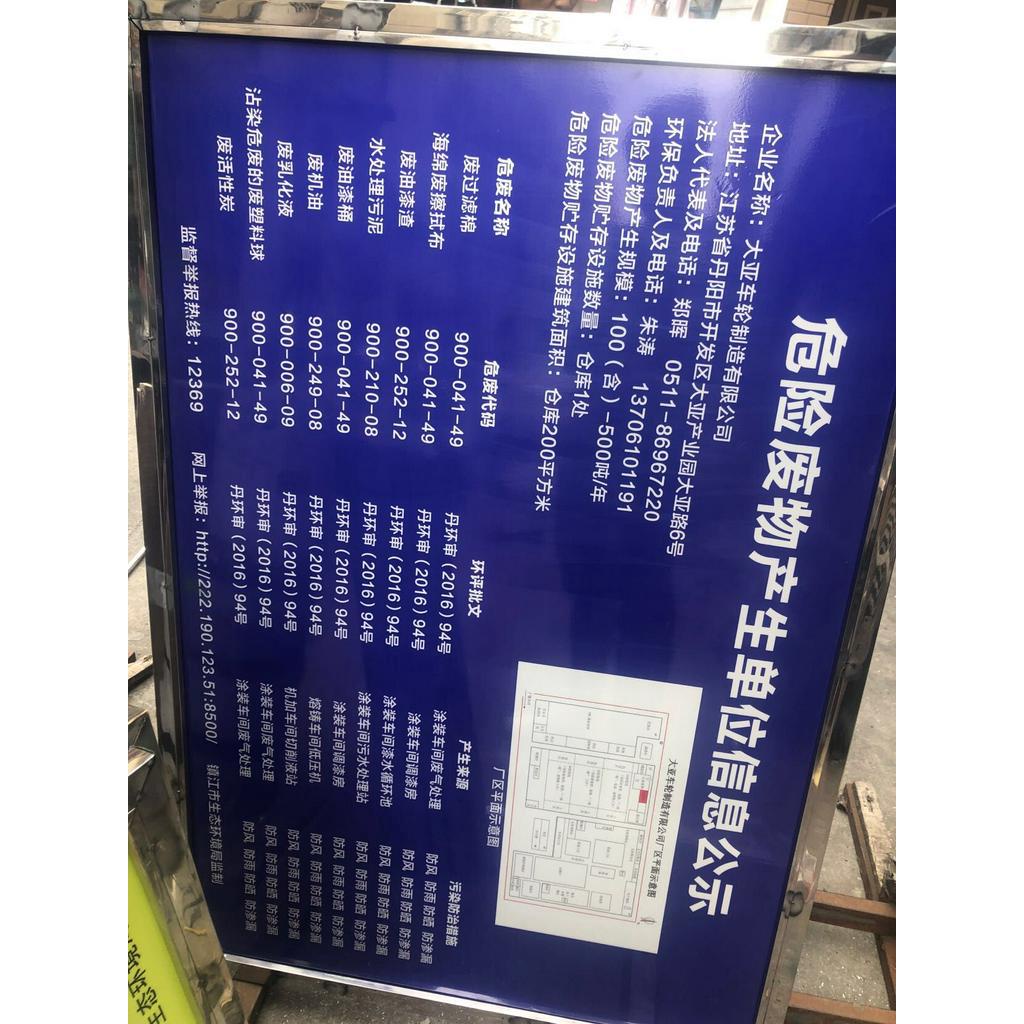 危险废物产生单位信息公示
企业名称：大亚车轮制造有限公司
地址：江苏省丹阳市开发区大亚产业园大亚路6号
法人代表及电话：郑晖 0511-86967220
环保负责人及电话：朱涛 13706101191
危险废物产生规模：100（含）-500吨/年
危险废物贮存设施数量：仓库1处
危险废物贮存设施建筑面积：仓库200平方米
大亚车轮制造有限公司厂区平面示意图
厂区平面示意图
危废名称 危废代码 环评批文 产生来源 污染防治措施
废过滤棉 900-041-49 丹环审（2016）94号 涂装车间废气处理 防风 防雨 防晒 防渗漏
海绵废擦拭布 900-041-49 丹环审（2016）94号 涂装车间调漆房 防风 防雨 防晒 防渗漏
废油漆渣 900-252-12 丹环审（2016）94号 涂装车间漆水循环池 防风 防雨 防晒 防渗漏
水处理污泥 900-210-08 丹环审（2016）94号 涂装车间污水处理站 防风 防雨 防晒 防渗漏
废油漆桶 900-041-49 丹环审（2016）94号 涂装车间调漆房 防风 防雨 防晒 防渗漏
废机油 900-249-08 丹环审（2016）94号 熔铸车间低压机 防风 防雨 防晒 防渗漏
废乳化液 900-006-09 丹环审（2016）94号 机加车间切削液站 防风 防雨 防晒 防渗漏
沾染危废的废塑料球 900-041-49 丹环审（2016）94号 涂装车间废气处理 防风 防雨 防晒 防渗漏
废活性炭 900-252-12 丹环审（2016）94号 涂装车间废气处理 防风 防雨 防晒 防渗漏
监督举报热线：12369 网上举报：http://222.190.123.51:8500/ 镇江市生态环境局监制
生态环境